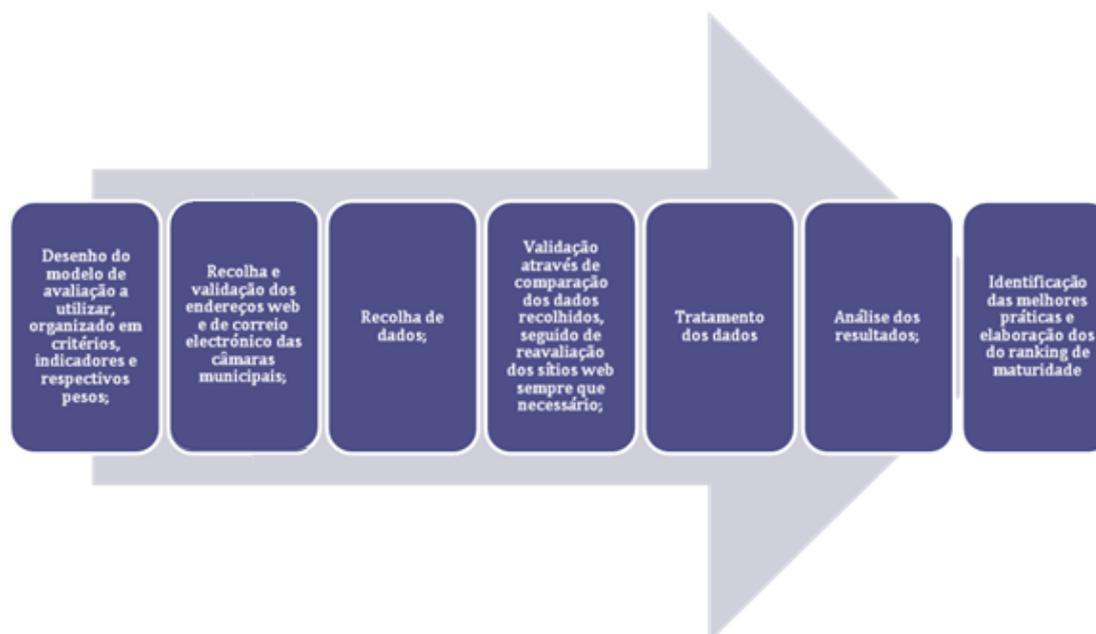 Desenho do
modelo de
avaliação a
utilizar,
organizado em
critérios,
indicadores e
respectivos
pesos;
Recolha e
validação dos
endereços web
e de correio
electrónico das
câmaras
municipais;
Recolha de
dados;
Validação
através de
comparação
dos dados
recolhidos,
seguido de
reavaliação
dos sítios web
sempre que
necessário;
Tratamento
dos dados
Análise dos
resultados;
Identificação
das melhores
práticas e
elaboração dos
do ranking de
maturidade